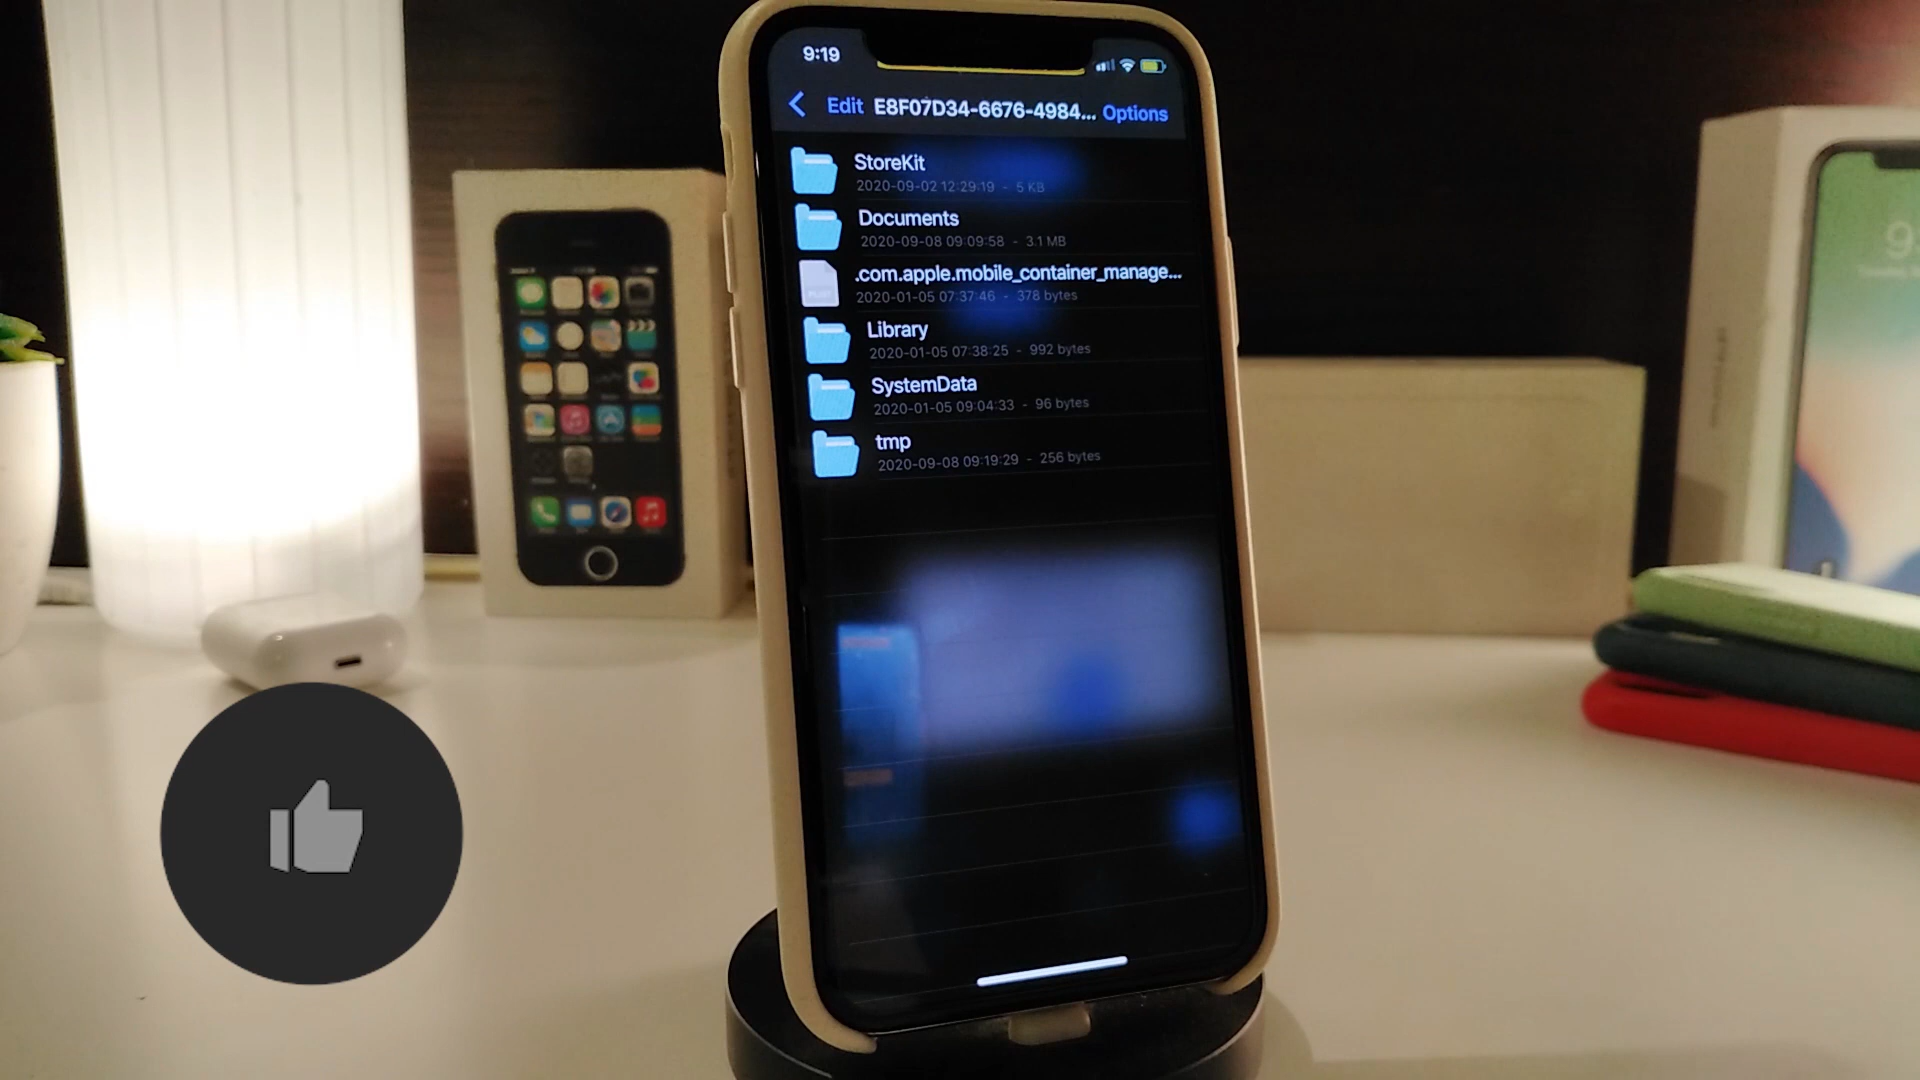 9:19
Edit E8F07D34-6676-4984... Options
StoreKit
2020-09-02 12:29:19 - 5 KB
Documents
2020-09-08 09:09:58 - 3.1 MB
.com.apple.mobile_container_manage...
2020-01-05 07:37:46 - 378 bytes
Library
2020-01-05 07:38:25 - 992 bytes
SystemData
2020-01-05 09:04:33 - 96 bytes
tmp
2020-09-08 09:19:29 - 256 bytes